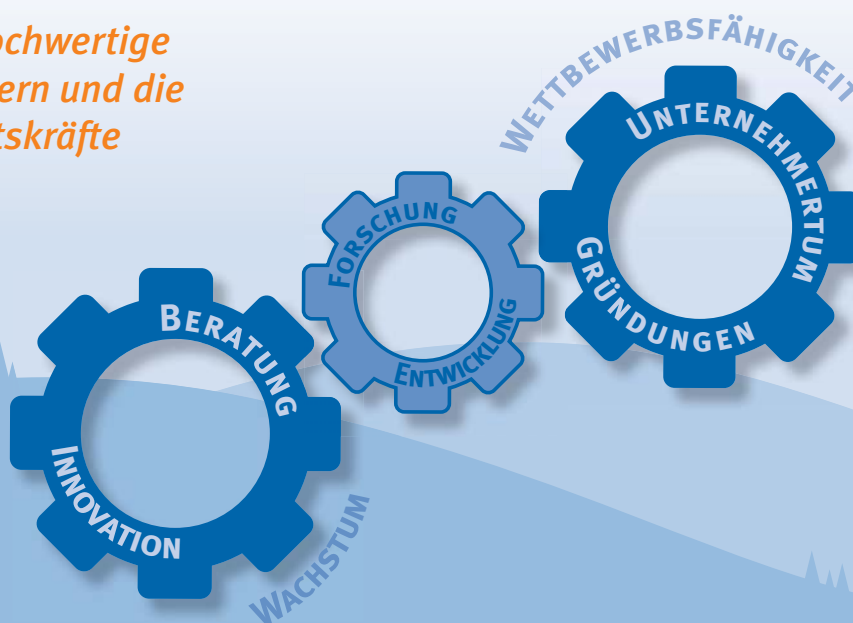 ochwertige
ern und die
tskräfte
WETTBEWERBSFÄHIGKEIT
UNTERNEHMERTUM
GRÜNDUNGEN
FORSCHUNG
ENTWICKLUNG
BERATUNG
INNOVATION
WACHSTUM